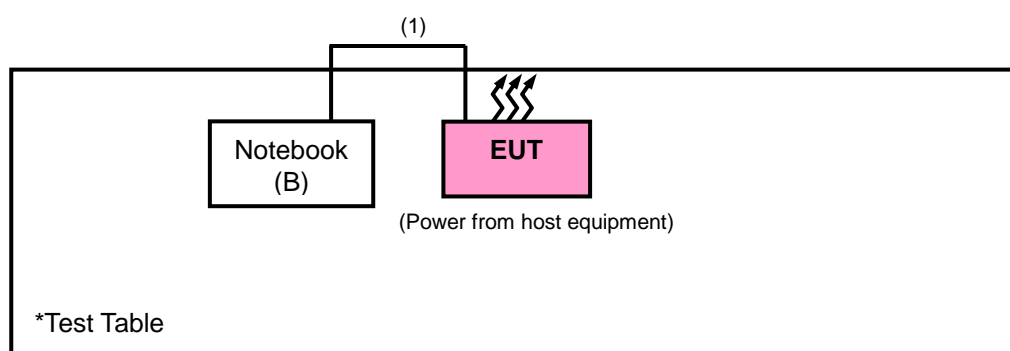 (1)
Notebook
(B)
EUT
(Power from host equipment)
*Test Table